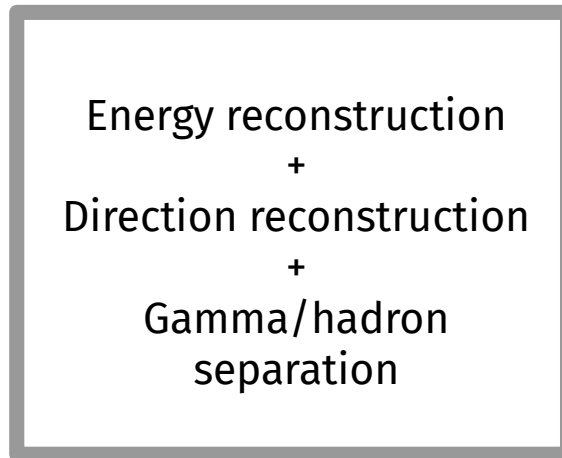 Energy reconstruction
+
Direction reconstruction
+
Gamma/hadron
separation